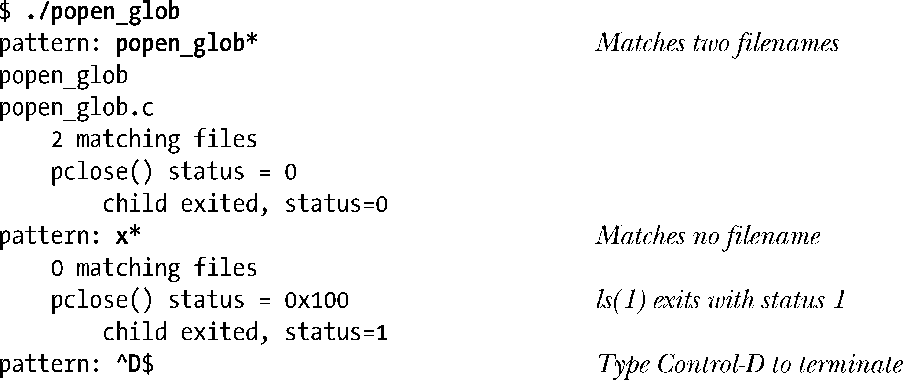 $ ./popen_glob
pattern: popen_glob* Matches two filenames
popen_glob
popen_glob.c
2 matching files
pclose() status = 0
child exited, status=0
pattern: x* Matches no filename
0 matching files
pclose() status = 0x100 ls(1) exits with status 1
child exited, status=1
pattern: ^D$ Type Control-D to terminate